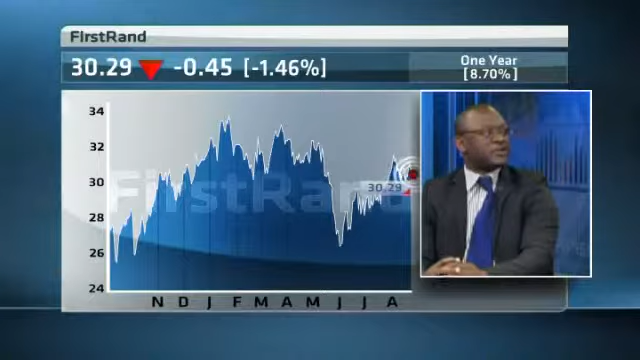 FIrstRand
30.29 -0.45 [-1.46%]
One Year
[8.70%]
34
32
30
28
26
24
FIrstRand
30.29
N D J F M A M J J A